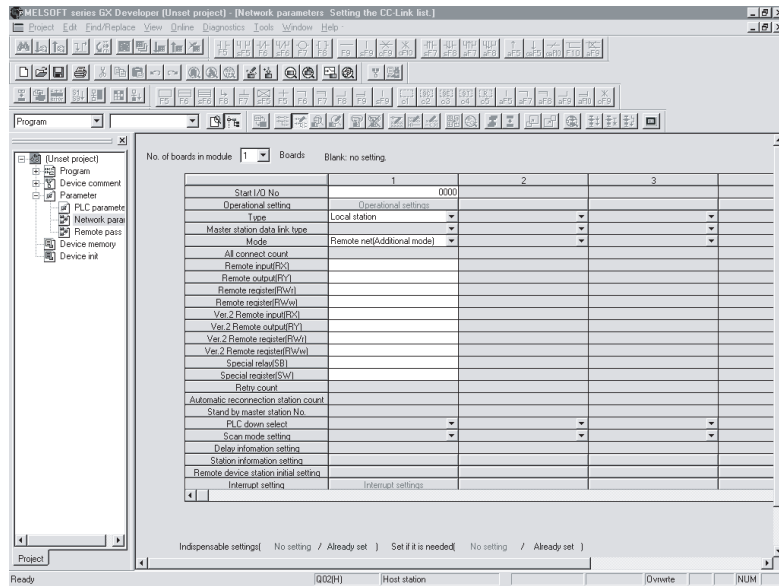 MELSOFT series GX Developer (Unset project) - [Network parameters Setting the CC-Link list.]
Project Edit Find/Replace View Online Diagnostics Tools Window Help
Program
(Unset project)
Program
Device comment
Parameter
PLC paramete
Network parar
Remote pass
Device memory
Device init
Project
No. of boards in module 1 Boards Blank: no setting.
1 2 3
Start I/O No 0000
Operational setting Operational settings
Type Local station
Master station data link type
Mode Remote net(Additional mode)
All connect count
Remote input(RX)
Remote output(RY)
Remote register(RWr)
Remote register(RWw)
Ver.2 Remote input(RX)
Ver.2 Remote output(RY)
Ver.2 Remote register(RWr)
Ver.2 Remote register(RWw)
Special relay(SB)
Special register(SW)
Retry count
Automatic reconnection station count
Stand by master station No.
PLC down select
Scan mode setting
Delay infomation setting
Station information setting
Remote device station initial setting
Interrupt setting Interrupt settings
Indispensable settings( No setting / Already set ) Set if it is needed( No setting / Already set )
Ready Q02(H) Host station Ovrwrte NUM